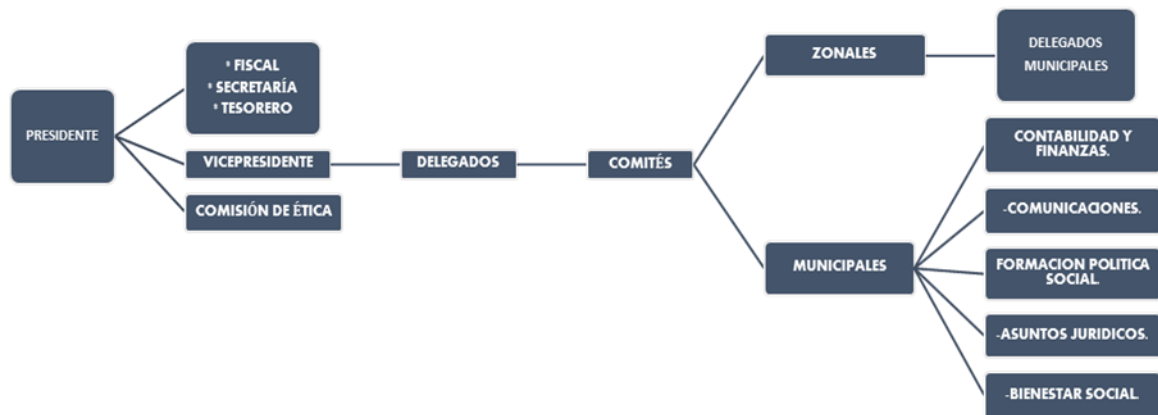 PRESIDENTE
* FISCAL
* SECRETARÍA
* TESORERO
VICEPRESIDENTE
COMISIÓN DE ÉTICA
DELEGADOS
COMITÉS
ZONALES
DELEGADOS
MUNICIPALES
MUNICIPALES
CONTABILIDAD Y
FINANZAS.
-COMUNICACIONES.
FORMACION POLITICA
SOCIAL.
-ASUNTOS JURIDICOS.
-BIENESTAR SOCIAL.